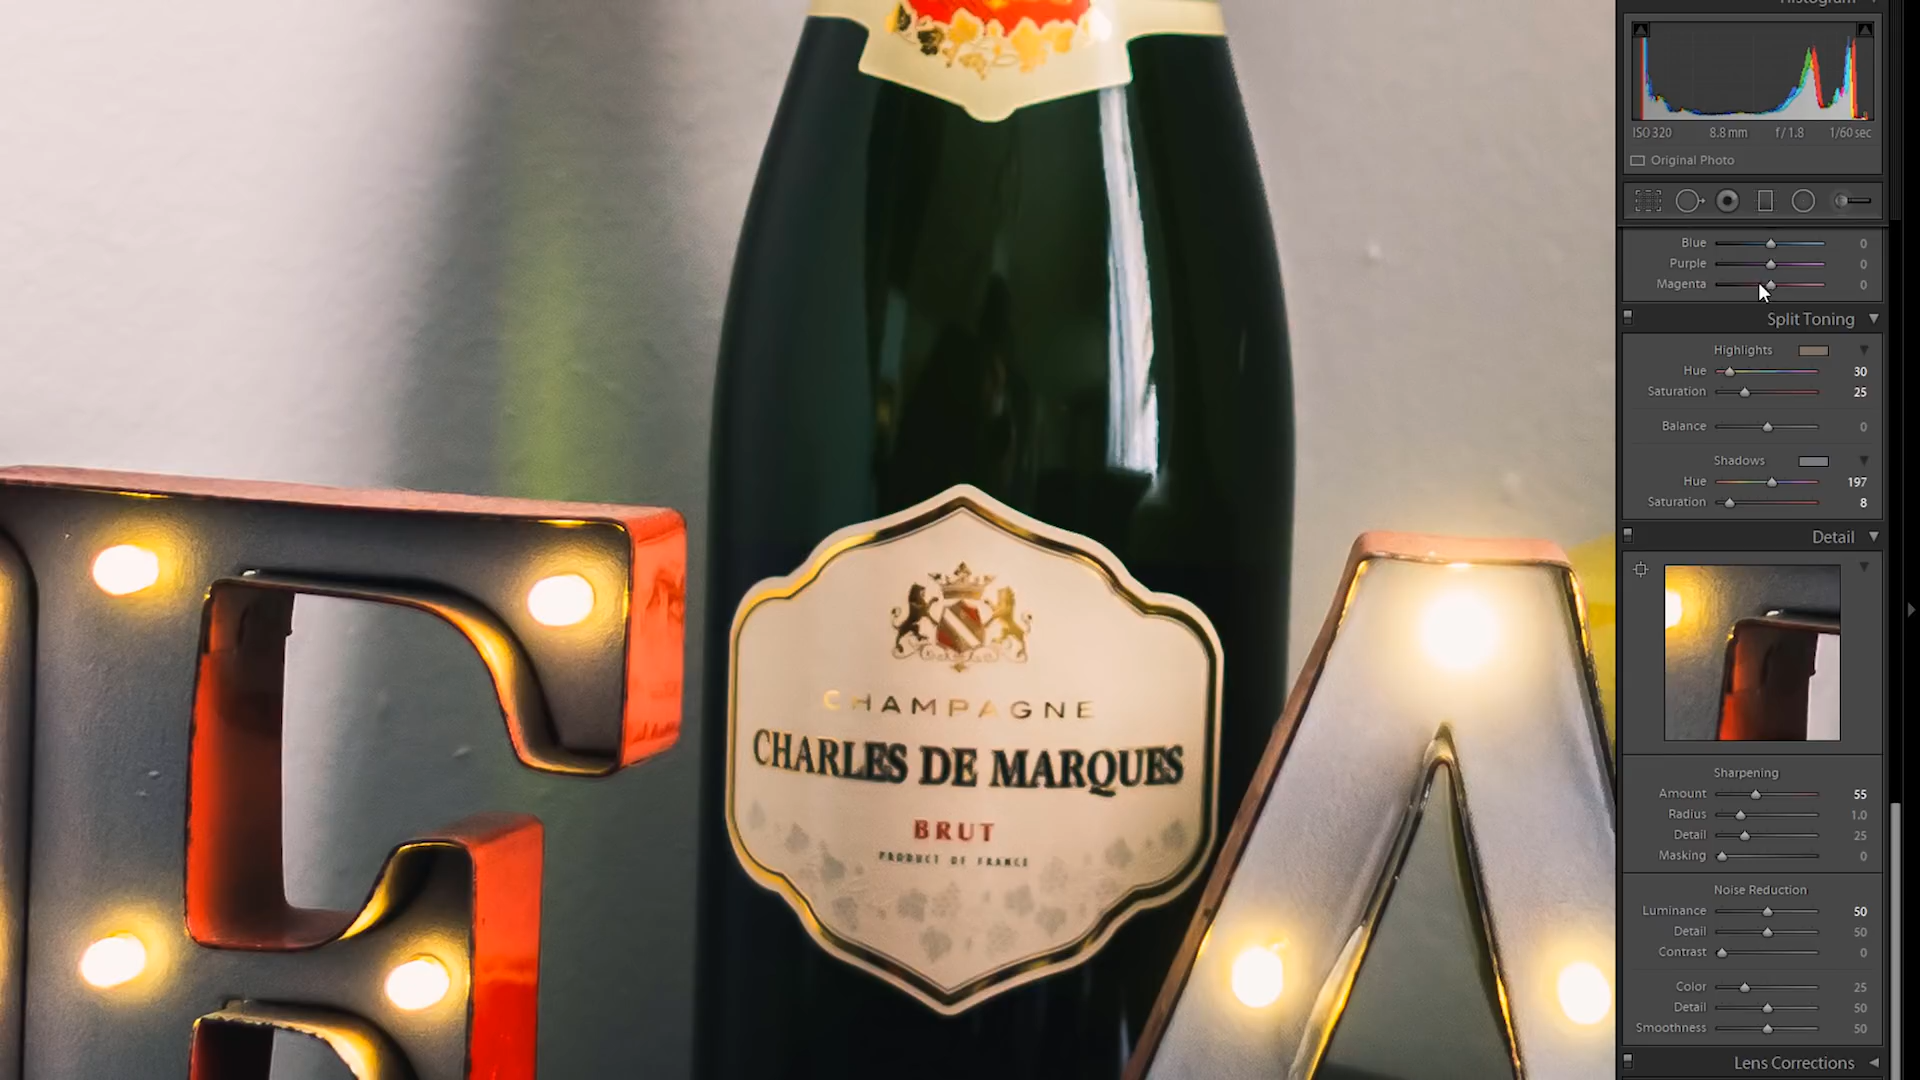 Histogram
ISO 320 8.8 mm f / 1.8 1/60 sec
Original Photo
Blue 0
Purple 0
Magenta 0
Split Toning
Highlights
Hue 30
Saturation 25
Balance 0
Shadows
Hue 197
Saturation 8
Detail
Sharpening
Amount 55
Radius 1.0
Detail 25
Masking 0
Noise Reduction
Luminance 50
Detail 50
Contrast 0
Color 25
Detail 50
Smoothness 50
Lens Corrections
E
A
CHAMPAGNE
CHARLES DE MARQUES
BRUT
PRODUCT OF FRANCE